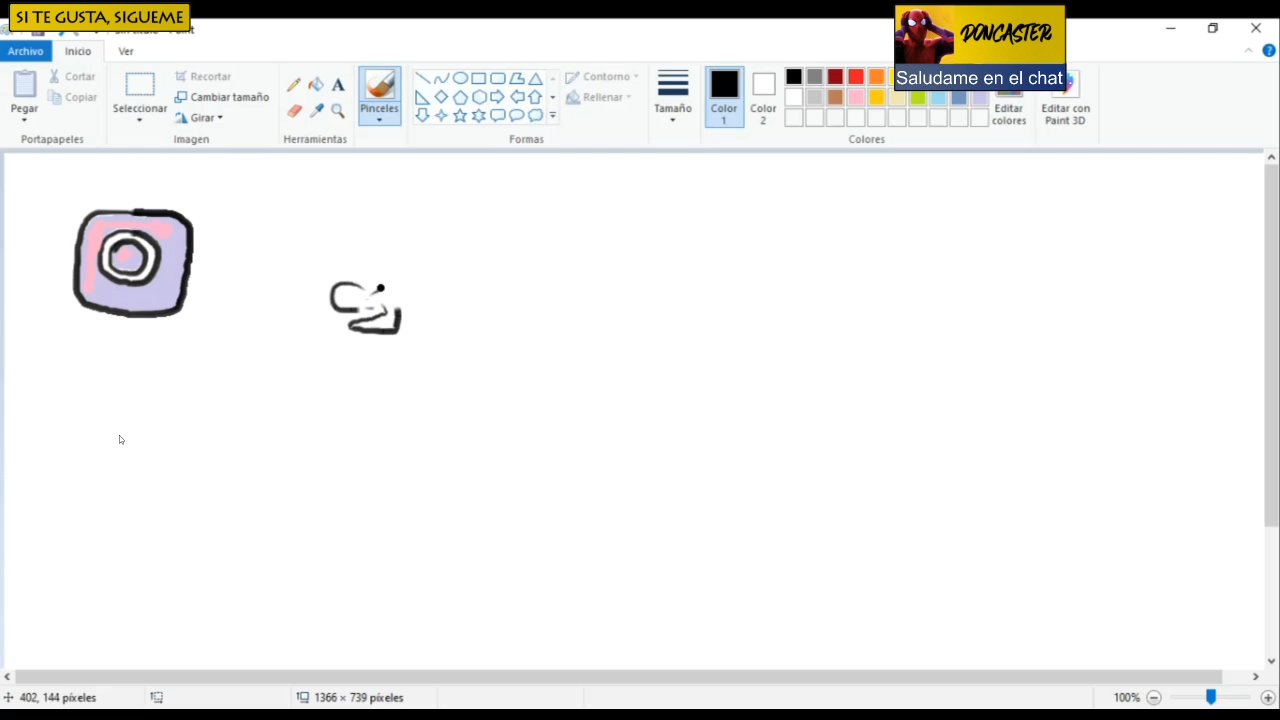 SI TE GUSTA, SIGUEME
DONCASTER
Saludame en el chat
Archivo Inicio Ver
Pegar
Cortar
Copiar
Portapapeles
Seleccionar
Recortar
Cambiar tamaño
Girar
Imagen
A
Herramientas
Pinceles
Contorno
Rellenar
Formas
Tamaño
Color 1
Color 2
Editar colores
Colores
Editar con Paint 3D
402, 144 píxeles
1366 × 739 píxeles
100%